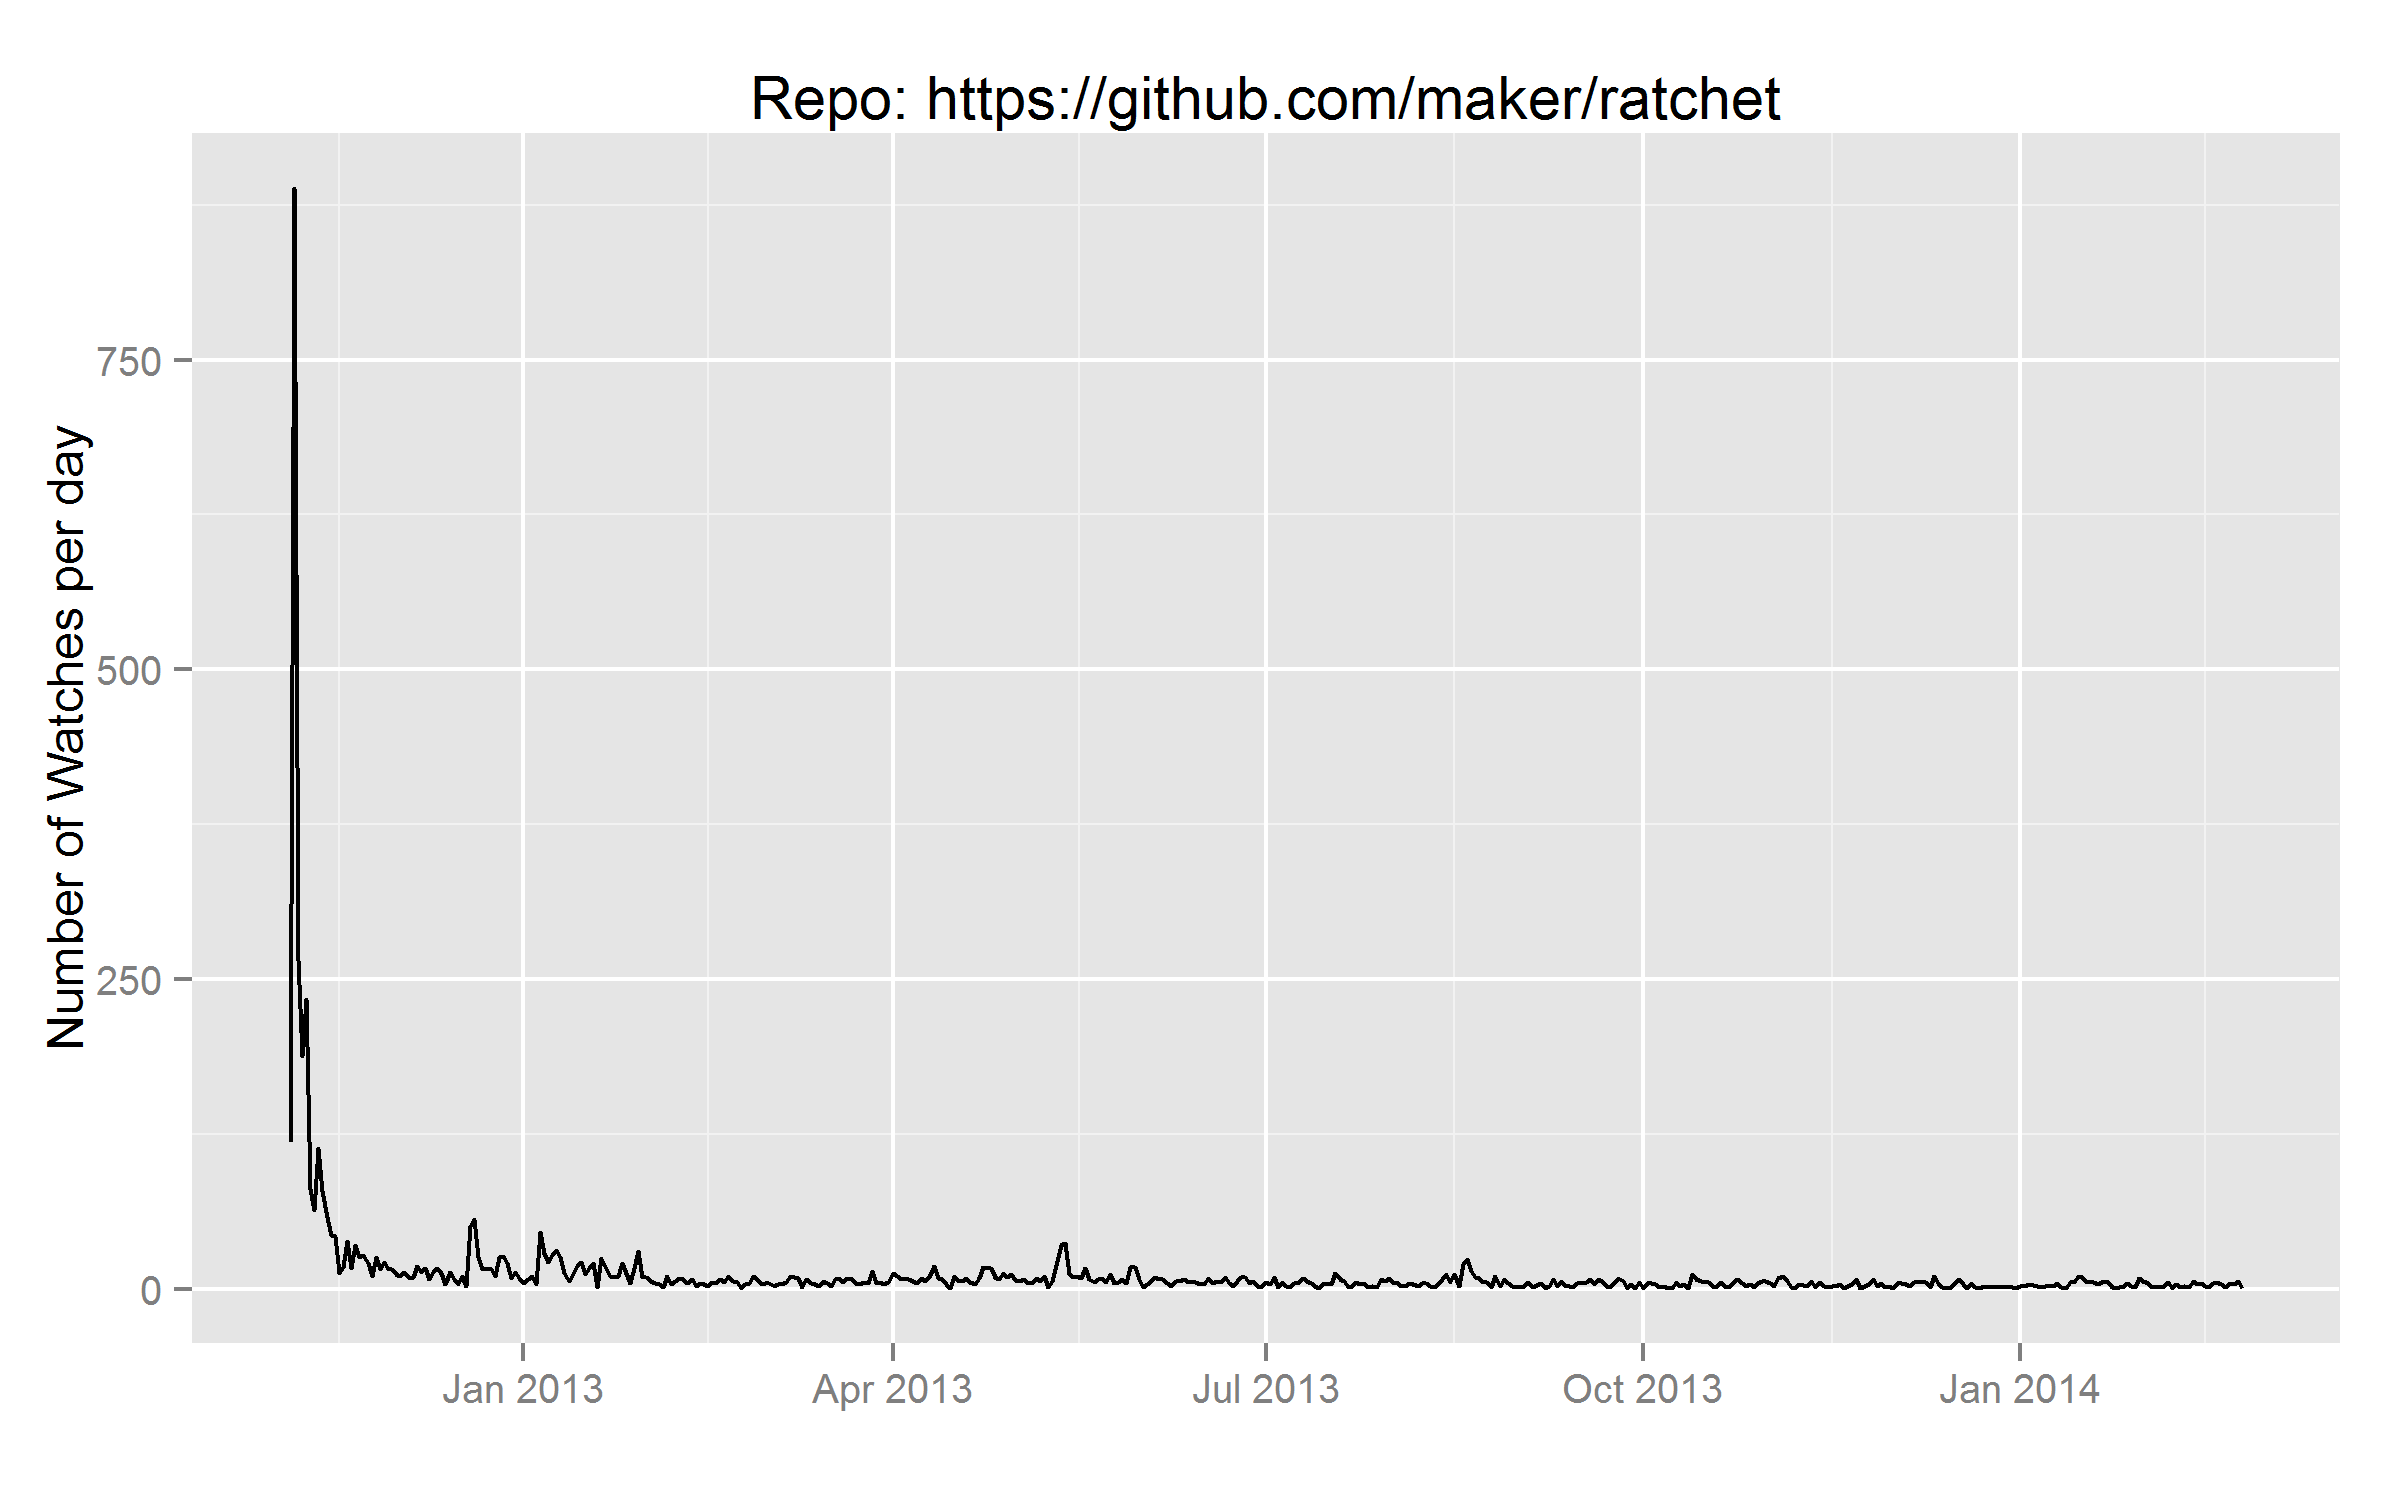 Repo: https://github.com/maker/ratchet
Number of Watches per day
750
500
250
0
Jan 2013
Apr 2013
Jul 2013
Oct 2013
Jan 2014